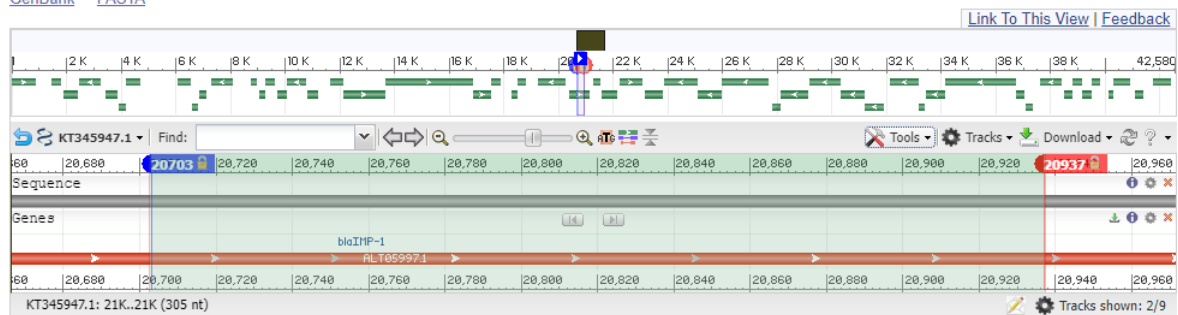 GenBank FASTA
Link To This View | Feedback
2 K 4 K 6 K 8 K 10 K 12 K 14 K 16 K 18 K 20 22 K 24 K 26 K 28 K 30 K 32 K 34 K 36 K 38 K 42,580
KT345947.1 Find: Tools Tracks Download ?
60 20,680 20703 20,720 20,740 20,760 20,780 20,800 20,820 20,840 20,860 20,880 20,900 20,920 20937 20,960
Sequence
Genes
blaIMP-1
ALT05997.1
60 20,680 20,700 20,720 20,740 20,760 20,780 20,800 20,820 20,840 20,860 20,880 20,900 20,920 20,940 20,960
KT345947.1: 21K..21K (305 nt) Tracks shown: 2/9